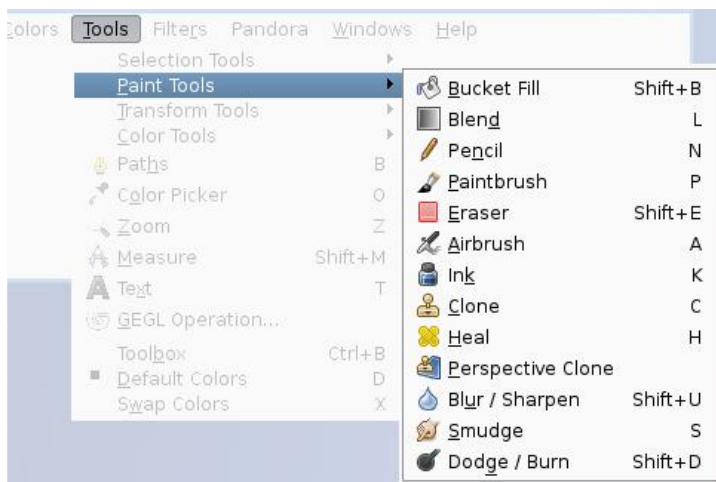 Colors Tools Filters Pandora Windows Help
Selection Tools
Paint Tools
Transform Tools
Color Tools
Paths B
Color Picker O
Zoom Z
Measure Shift+M
Text T
GEGL Operation...
Toolbox Ctrl+B
Default Colors D
Swap Colors X
Bucket Fill Shift+B
Blend L
Pencil N
Paintbrush P
Eraser Shift+E
Airbrush A
Ink K
Clone C
Heal H
Perspective Clone
Blur / Sharpen Shift+U
Smudge S
Dodge / Burn Shift+D